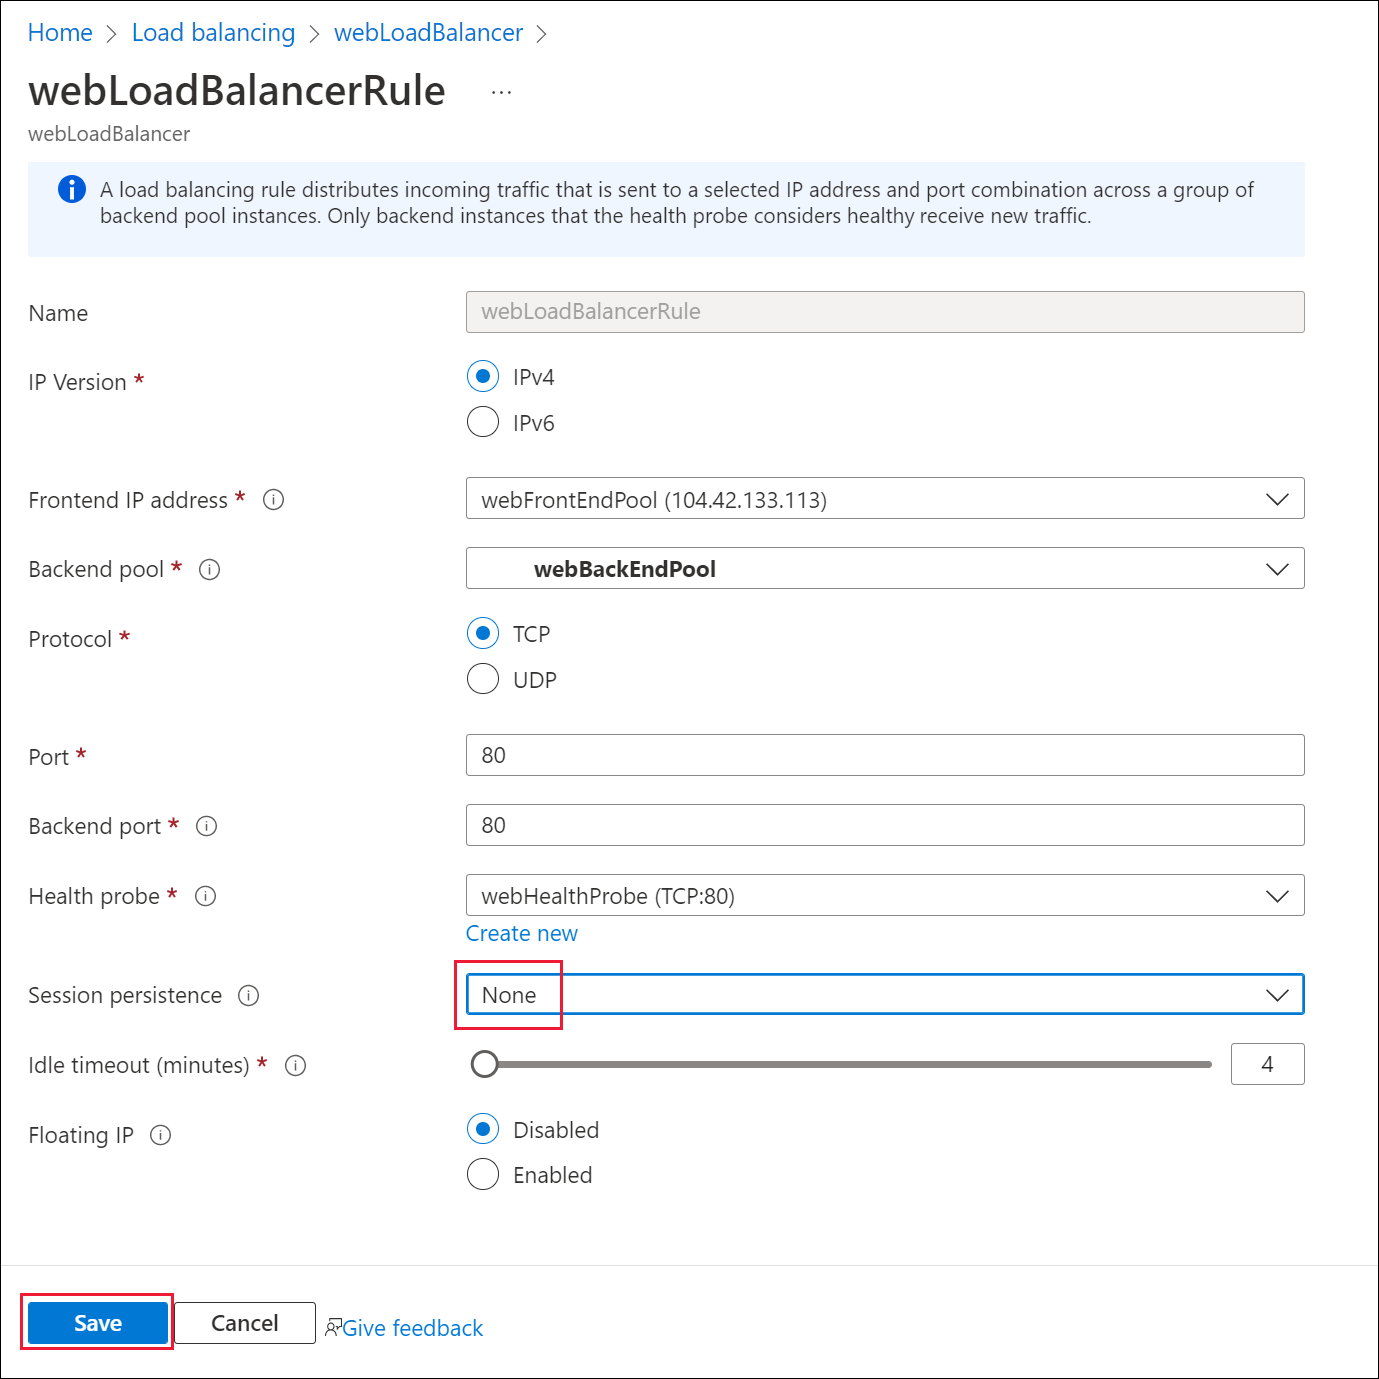 Home > Load balancing > webLoadBalancer >
webLoadBalancerRule ...
webLoadBalancer
A load balancing rule distributes incoming traffic that is sent to a selected IP address and port combination across a group of
backend pool instances. Only backend instances that the health probe considers healthy receive new traffic.
Name
webLoadBalancerRule
IP Version *
IPv4
IPv6
Frontend IP address *
webFrontEndPool (104.42.133.113)
Backend pool *
webBackEndPool
Protocol *
TCP
UDP
Port *
80
Backend port *
80
Health probe *
webHealthProbe (TCP:80)
Create new
Session persistence
None
Idle timeout (minutes) *
4
Floating IP
Disabled
Enabled
Save
Cancel
Give feedback